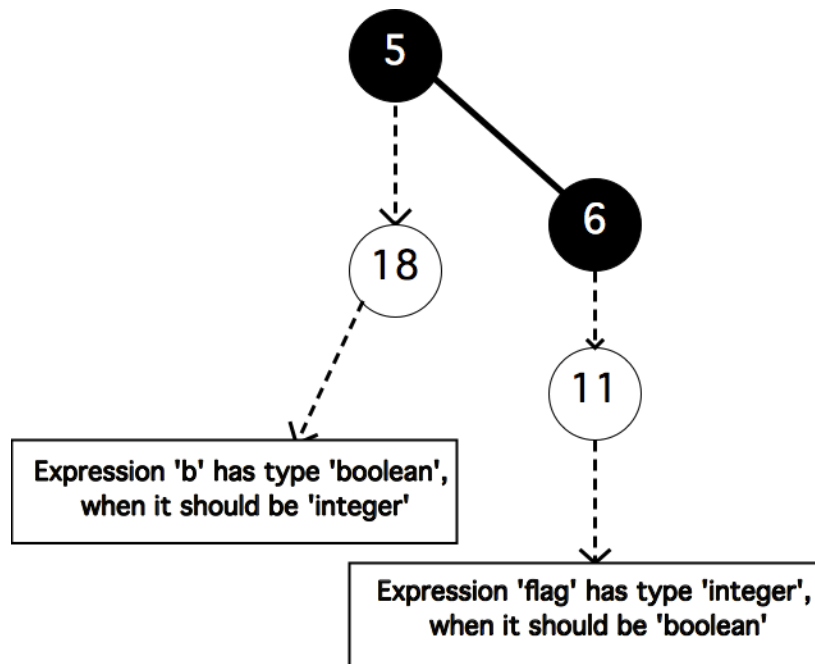 5
6
18
11
Expression 'b' has type 'boolean',
when it should be 'integer'
Expression 'flag' has type 'integer',
when it should be 'boolean'